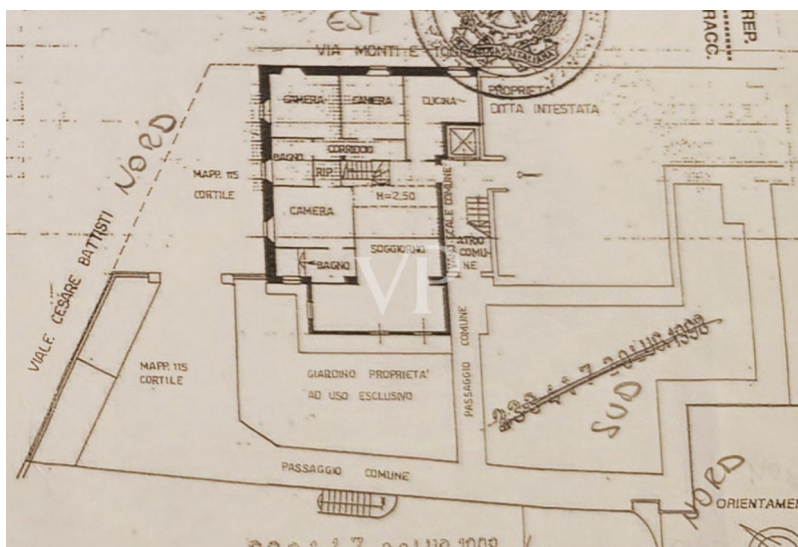 EST
VIA MONTI E
REP.
RACC.
PROPRIETA
DITTA INTESTATA
CAMERA
CAMERA
CUCINA
CORRIDOIO
BAGNO
RIP.
NORD
MAPP. 115
CORTILE
CAMERA
H=2.50
VANO SCALE COMUNE
ATRIO
COMU-
NE
SOGGIORNO
BAGNO
VP
VIALE CESARE BATTISTI
MAPP. 115
CORTILE
GIARDINO PROPRIETA'
AD USO ESCLUSIVO
PASSAGGIO COMUNE
SUD
PASSAGGIO COMUNE
NORD